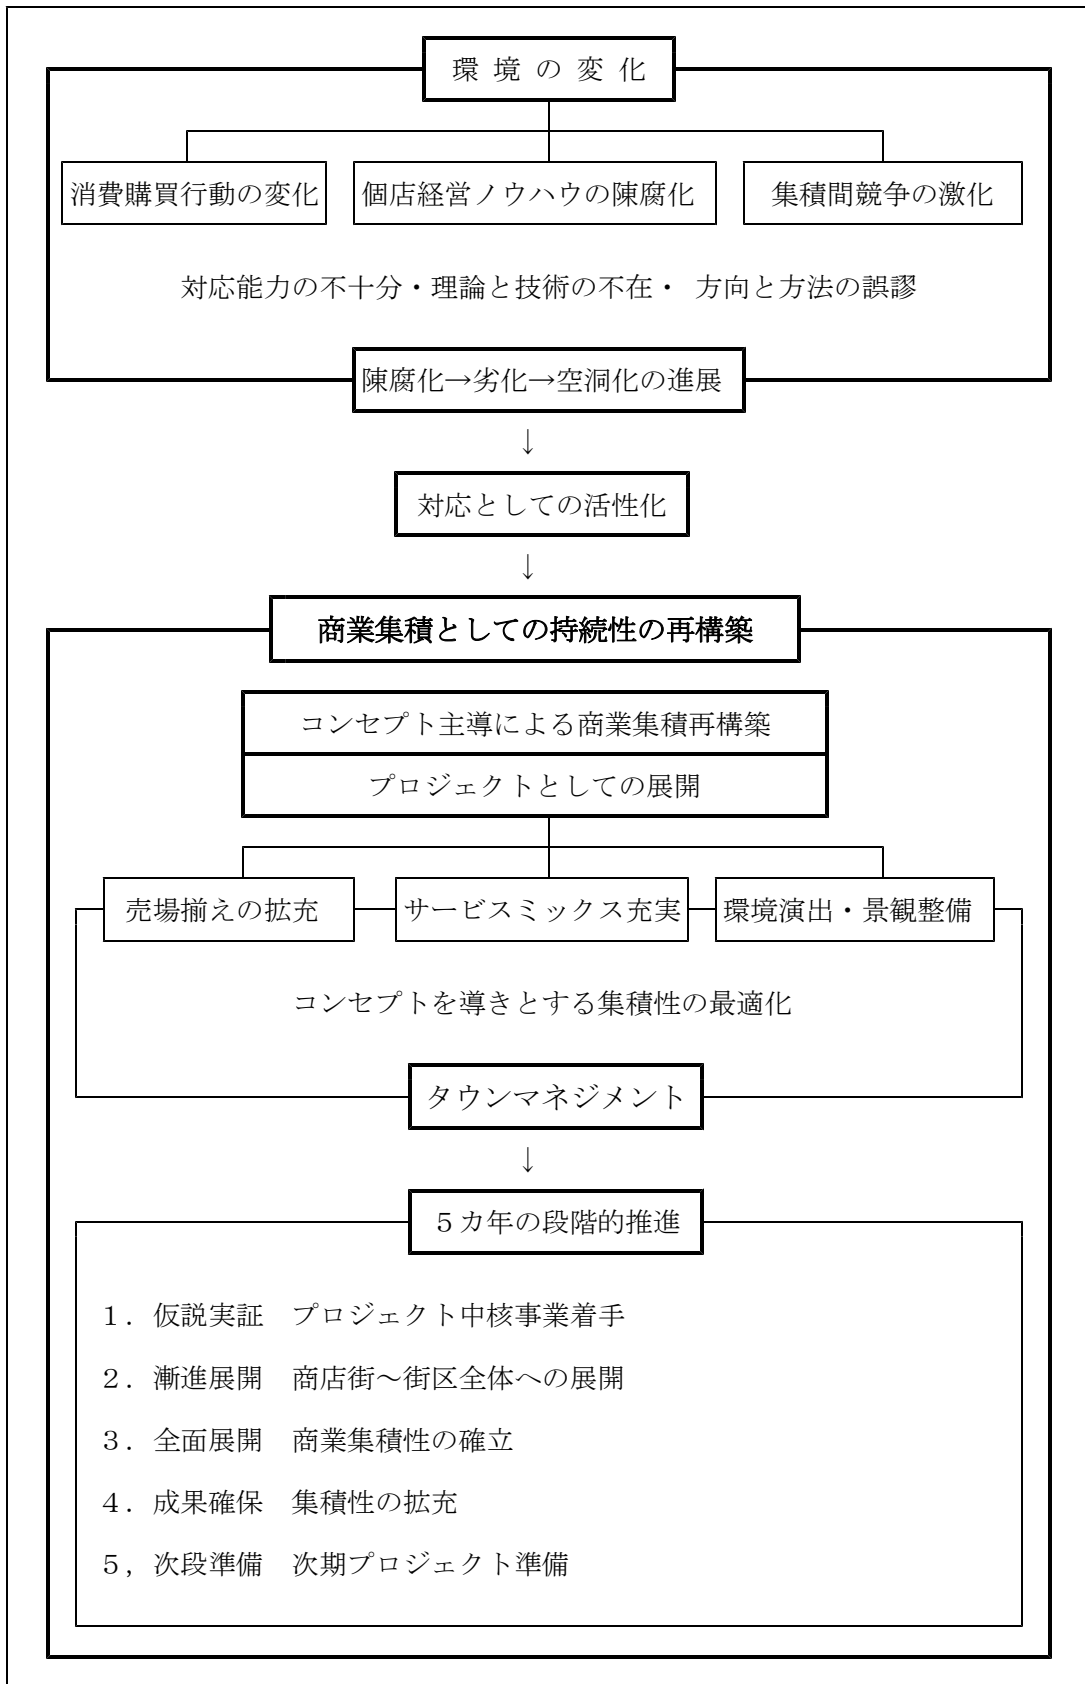 環境の変化
消費購買行動の変化 個店経営ノウハウの陳腐化 集積間競争の激化
対応能力の不十分・理論と技術の不在・ 方向と方法の誤謬
陳腐化→劣化→空洞化の進展
↓
対応としての活性化
↓
商業集積としての持続性の再構築
コンセプト主導による商業集積再構築
プロジェクトとしての展開
売場揃えの拡充 サービスミックス充実 環境演出・景観整備
コンセプトを導きとする集積性の最適化
タウンマネジメント
↓
５カ年の段階的推進
１．仮説実証　プロジェクト中核事業着手
２．漸進展開　商店街～街区全体への展開
３．全面展開　商業集積性の確立
４．成果確保　集積性の拡充
５，次段準備　次期プロジェクト準備